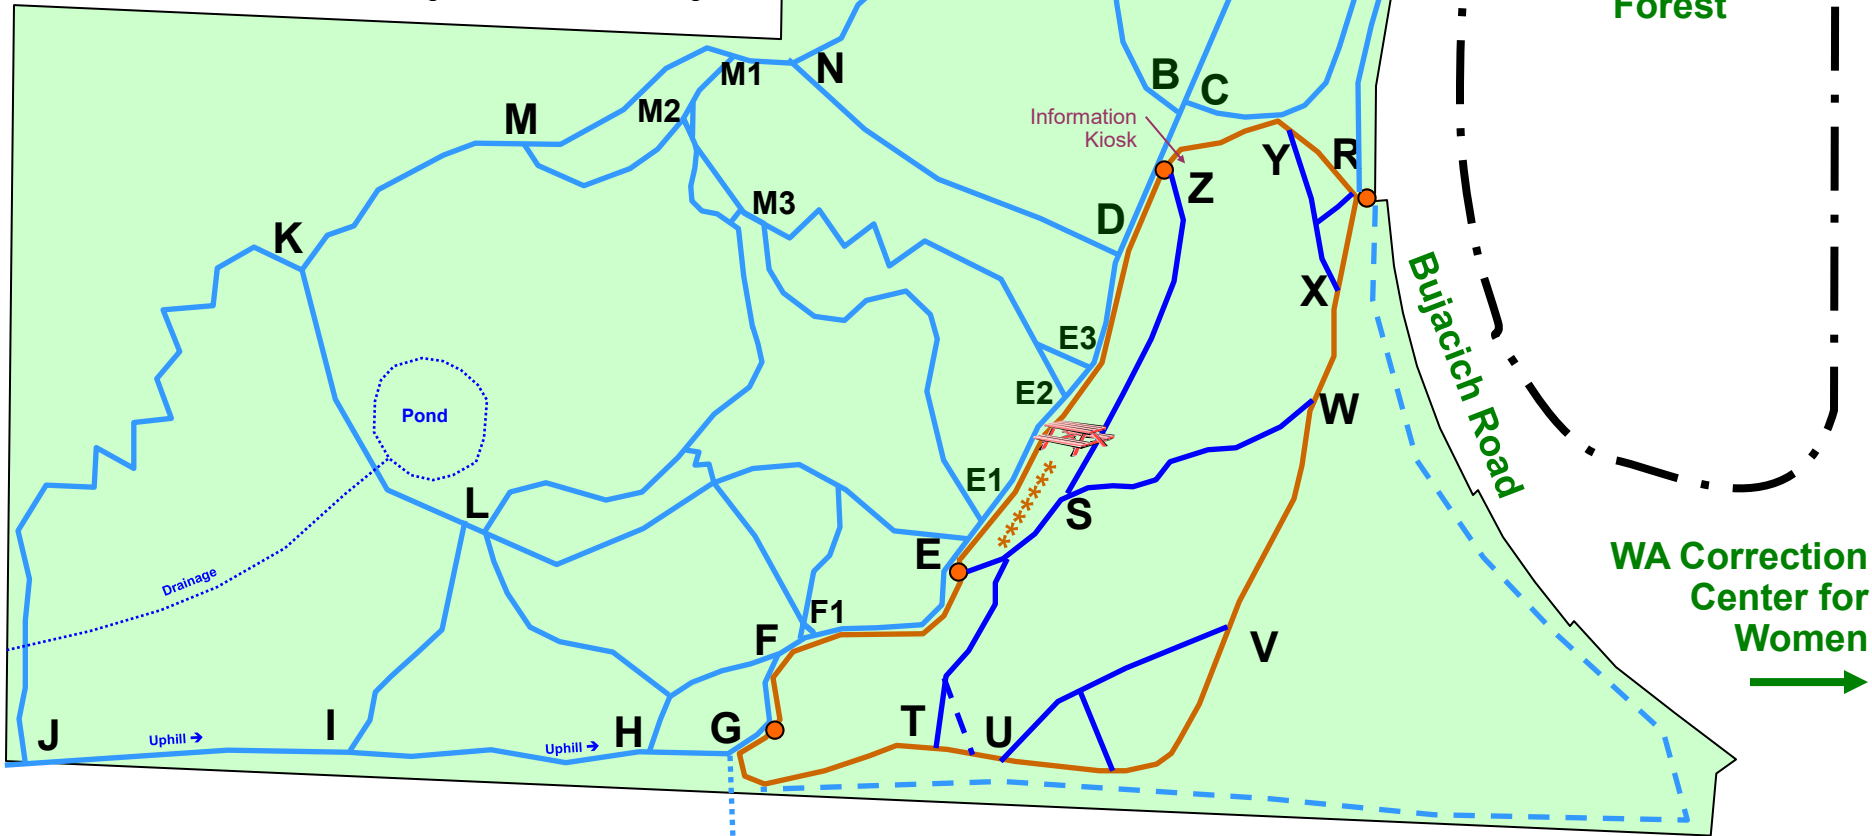 Forest
B
C
N
M1
M2
M
Information
Kiosk
Y
R
Z
M3
D
K
X
Bujacich Road
E3
E2
W
Pond
E1
L
S
E
WA Correction
Center for
Women
Drainage
F1
F
V
J
I
H
G
T
U
Uphill ➔
Uphill ➔